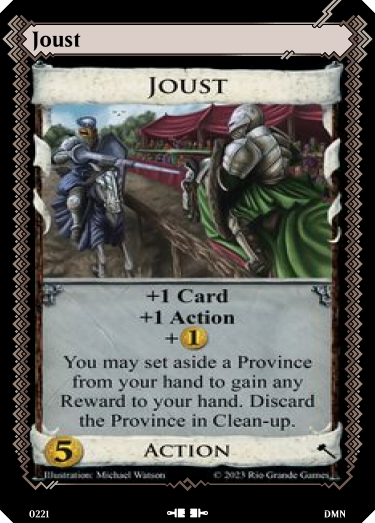 Joust
JOUST
+1 Card
+1 Action
+1
You may set aside a Province
from your hand to gain any
Reward to your hand. Discard
the Province in Clean-up.
5 ACTION
Illustration: Michael Watson © 2023 Rio Grande Games
0221 DMN